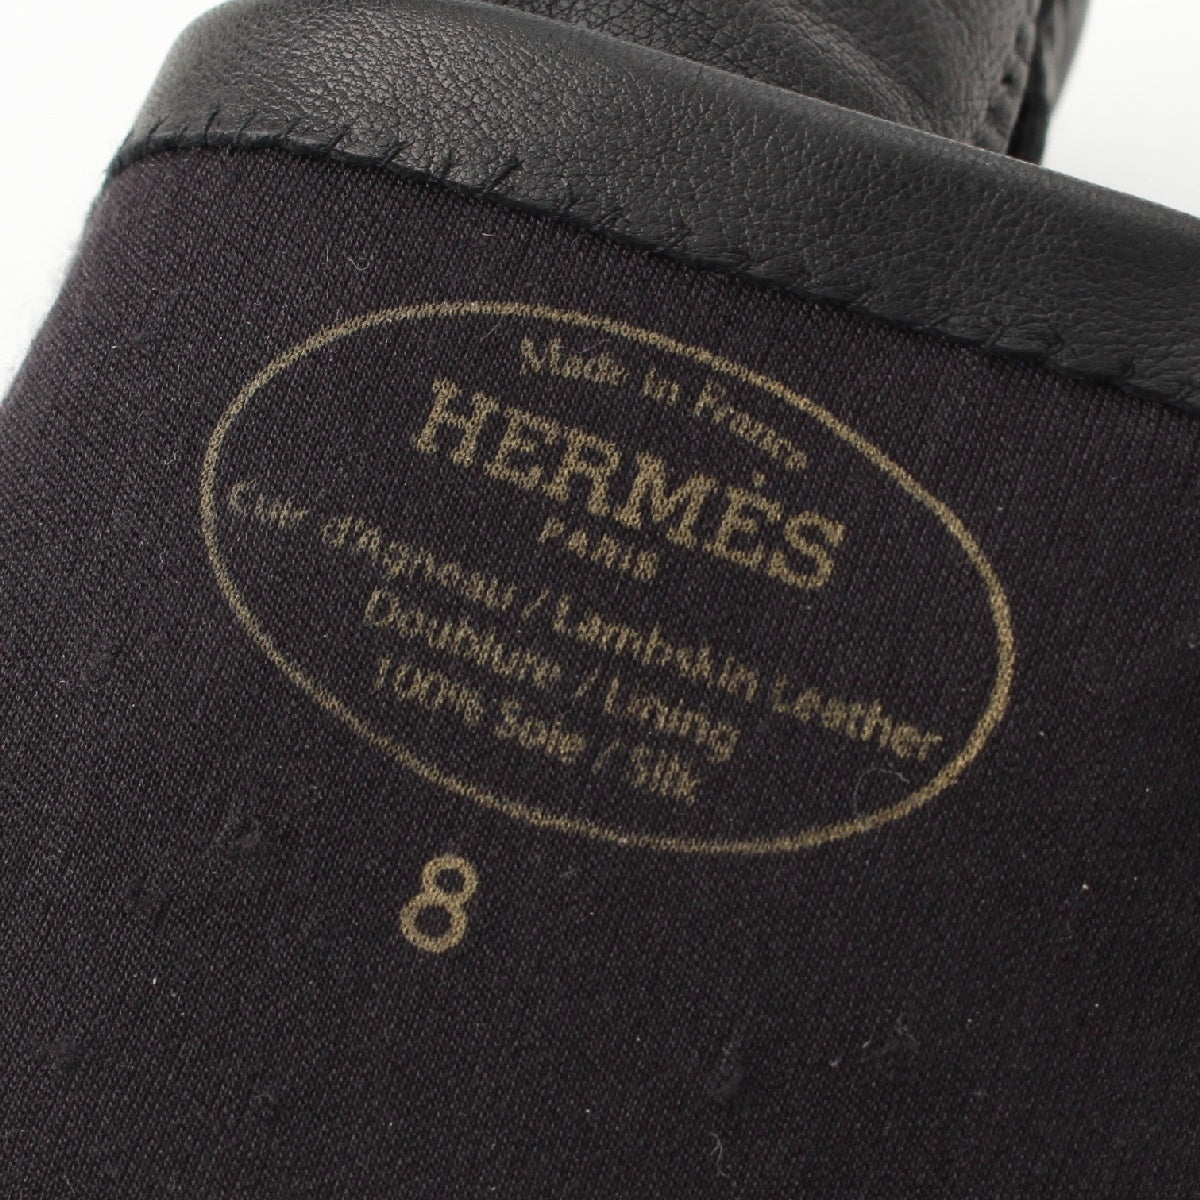 Made in France
HERMÈS
PARIS
Cuir d'Agneau / Lambskin Leather
Doublure / Lining
100% Soie / Silk
8